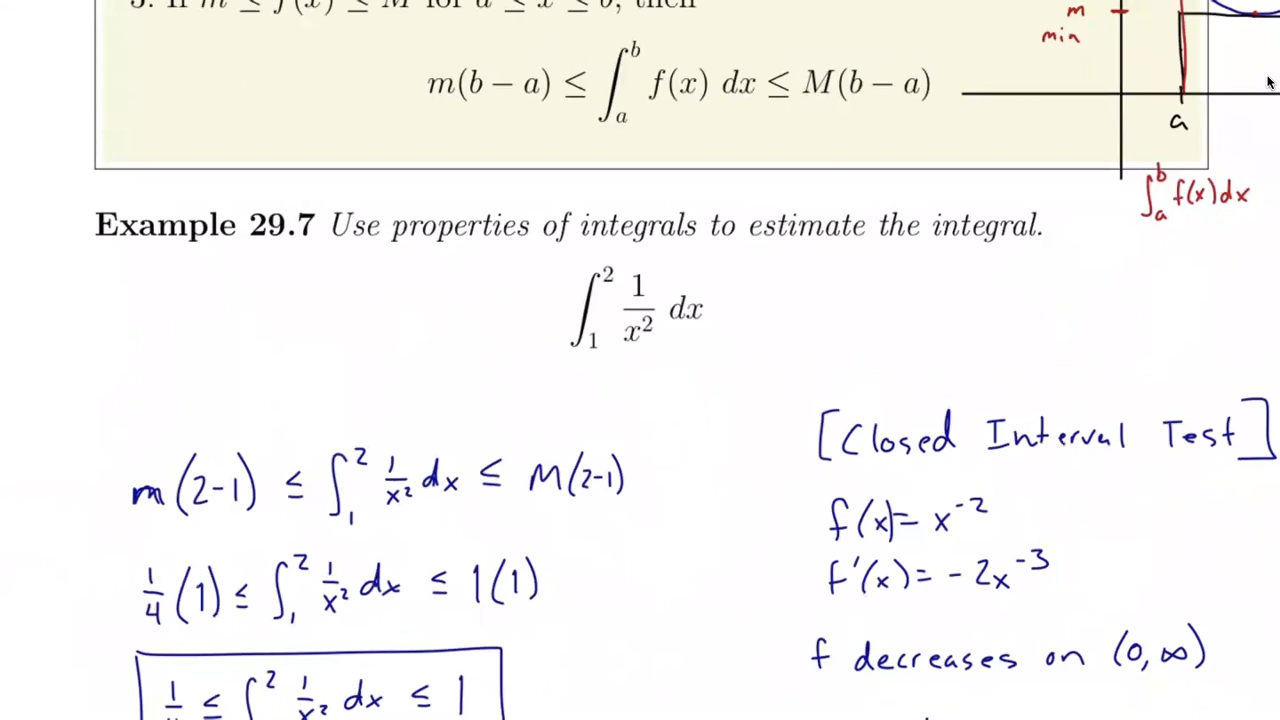 3. If m ≤ f(x) ≤ M for a ≤ x ≤ b, then
m(b − a) ≤ ∫_a^b f(x) dx ≤ M(b − a)
m
min
a
∫_a^b f(x)dx
Example 29.7 Use properties of integrals to estimate the integral.
∫_1^2 1/x² dx
m(2-1) ≤ ∫_1^2 1/x² dx ≤ M(2-1)
1/4 (1) ≤ ∫_1^2 1/x² dx ≤ 1(1)
1/4 ≤ ∫_1^2 1/x² dx ≤ 1
[Closed Interval Test]
f(x)= x⁻²
f'(x)= -2x⁻³
f decreases on (0,∞)